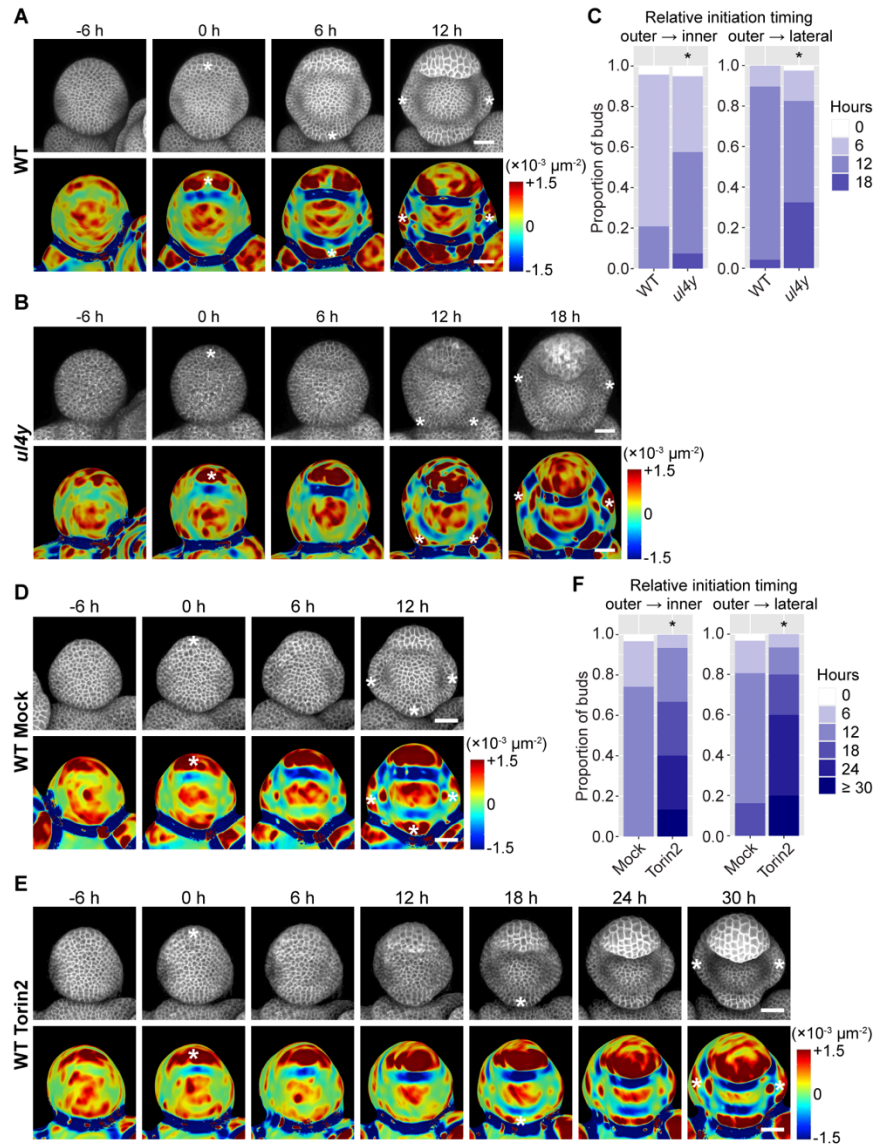 A
-6 h 0 h 6 h 12 h
WT
*
*
* *
(×10⁻³ μm⁻²)
+1.5
0
-1.5
*
*
* *
C
Relative initiation timing
outer → inner outer → lateral
* *
Proportion of buds
1.0
0.8
0.6
0.4
0.2
0.0
WT ul4y WT ul4y
Hours
0
6
12
18
B
-6 h 0 h 6 h 12 h 18 h
ul4y
*
* *
* *
(×10⁻³ μm⁻²)
+1.5
0
-1.5
*
* *
* *
D
-6 h 0 h 6 h 12 h
WT Mock
*
* *
*
(×10⁻³ μm⁻²)
+1.5
0
-1.5
*
* *
*
F
Relative initiation timing
outer → inner outer → lateral
* *
Proportion of buds
1.0
0.8
0.6
0.4
0.2
0.0
Mock Torin2 Mock Torin2
Hours
0
6
12
18
24
≥ 30
E
-6 h 0 h 6 h 12 h 18 h 24 h 30 h
WT Torin2
*
*
* *
(×10⁻³ μm⁻²)
+1.5
0
-1.5
*
*
* *